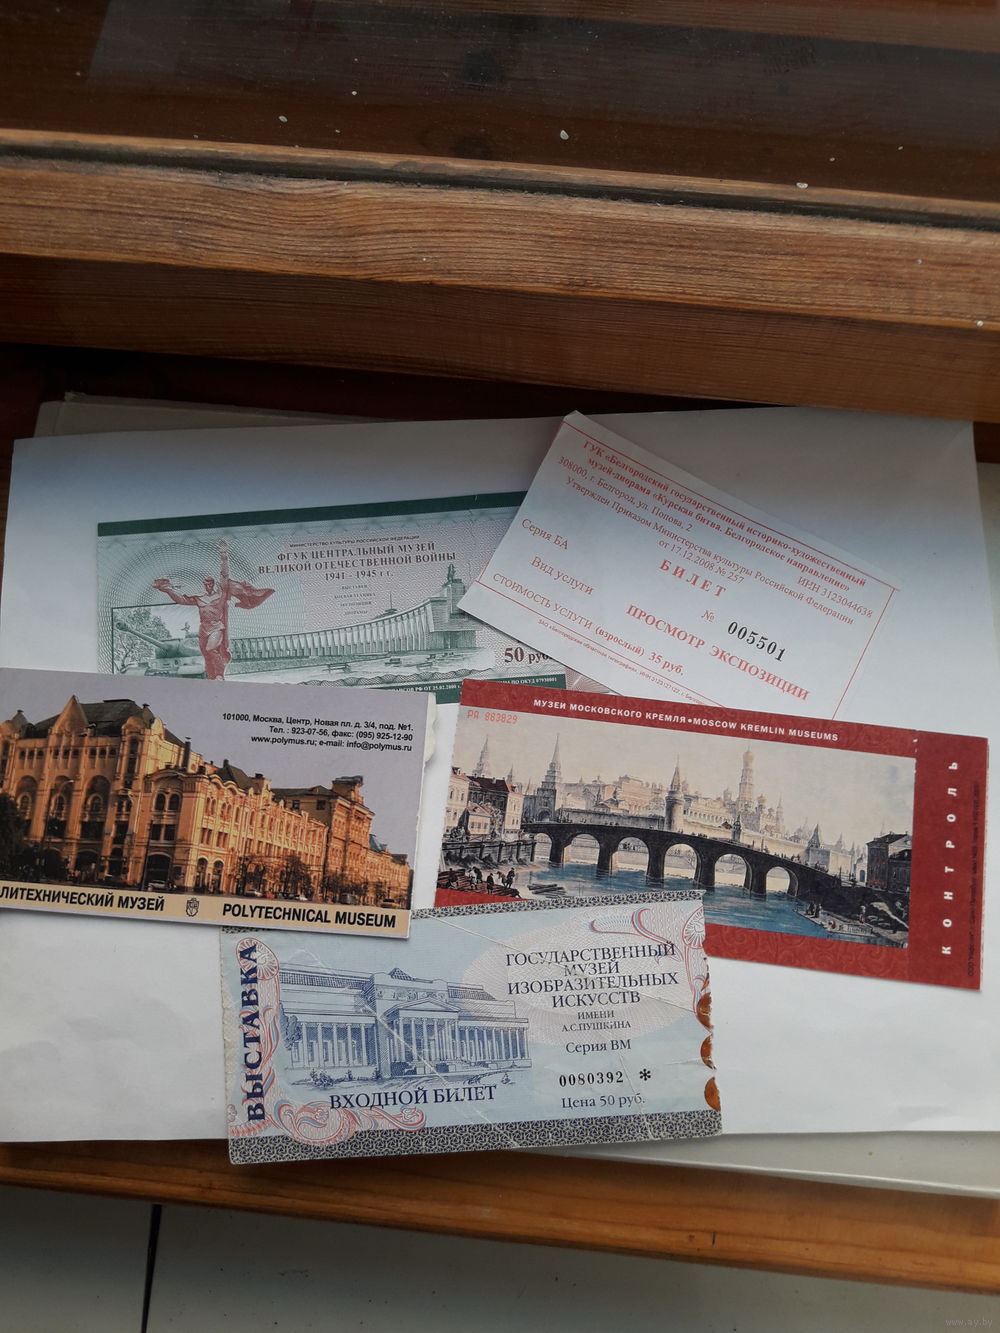 МИНИСТЕРСТВО КУЛЬТУРЫ РОССИЙСКОЙ ФЕДЕРАЦИИ
ФГУК ЦЕНТРАЛЬНЫЙ МУЗЕЙ
ВЕЛИКОЙ ОТЕЧЕСТВЕННОЙ ВОЙНЫ
1941 - 1945 г г.
50 руб
ГУК «Белгородский государственный историко-художественный
музей-диорама «Курская битва. Белгородское направление»
308000, г. Белгород, ул. Попова, 2
ИНН 3123044638
Утвержден Приказом Министерства культуры Российской Федерации
от 17.12.2008 № 257
БИЛЕТ
Серия БА
№ 005501
Вид услуги
ПРОСМОТР ЭКСПОЗИЦИИ
СТОИМОСТЬ УСЛУГИ (взрослый) 35 руб.
101000, Москва, Центр, Новая пл. д. 3/4, под. №1.
Тел. : 923-07-56, факс: (095) 925-12-90
www.polymus.ru; e-mail: info@polymus.ru
ЛИТЕХНИЧЕСКИЙ МУЗЕЙ
POLYTECHNICAL MUSEUM
МУЗЕИ МОСКОВСКОГО КРЕМЛЯ • MOSCOW KREMLIN MUSEUMS
РА 883829
КОНТРОЛЬ
ВЫСТАВКА
ГОСУДАРСТВЕННЫЙ
МУЗЕЙ
ИЗОБРАЗИТЕЛЬНЫХ
ИСКУССТВ
ИМЕНИ
А.С.ПУШКИНА
Серия ВМ
0080392 *
Цена 50 руб.
ВХОДНОЙ БИЛЕТ
www.ay.by